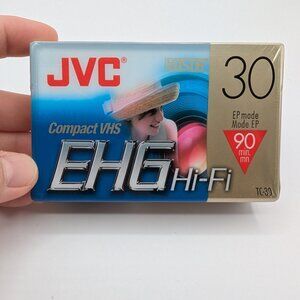 JVC
30
EP mode
Mode EP
Compact VHS
90
min.
mn
EHG Hi-Fi
TC-30